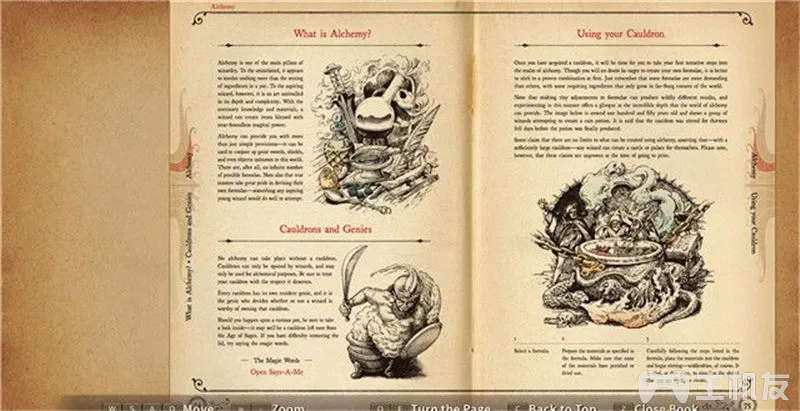 Alchemy
What is Alchemy?
Alchemy is one of the main pillars of
wizardry. To the uninitiated, it appears
to involve nothing more than the mixing
of ingredients in a pot. To the aspiring
wizard, however, it is an art unrivalled
in its depth and complexity. With the
necessary knowledge and materials, a
wizard can create items blessed with
near-boundless magical power.
Alchemy can provide you with more
than just simple provisions—it can be
used to conjure up great swords, shields,
and even objects unknown to this world.
There are, after all, an infinite number
of possible formulae. Note also that true
masters take great pride in devising their
own formulae—something any aspiring
young wizard would do well to attempt.
Cauldrons and Genies
No alchemy can take place without a cauldron.
Cauldrons can only be opened by wizards, and may
only be used for alchemical purposes. Be sure to treat
your cauldron with the respect it deserves.
Every cauldron has its own resident genie, and it is
the genie who decides whether or not a wizard is
worthy of owning that cauldron.
Should you happen upon a curious pot, be sure to take
a look inside—it may well be a cauldron left over from
the Age of Sages. If you have difficulty removing the
lid, try saying the magic words.
— The Magic Words —
Open Says-A-Me
What is Alchemy? • Cauldrons and Genies
Alchemy
Using your Cauldron
Once you have acquired a cauldron, it will be time for you to take your first tentative steps into
the realm of alchemy. Though you will no doubt be eager to create your own formulae, it is better
to stick to a proven combination at first. Just remember that some formulae are more demanding
than others, with some requiring ingredients that only grow in far-flung corners of the world.
Note that making tiny adjustments to formulae can produce wildly different results, and
experimenting in this manner offers a glimpse at the incredible depth that the world of alchemy
can provide. The image below is around one hundred and fifty years old and shows a group of
wizards attempting to create a rain potion. It is said that the cauldron was stirred for thirteen
full days before the potion was finally produced.
Some claim that there are no limits to what can be created using alchemy, asserting that—with a
sufficiently large cauldron—any wizard can create a castle or palace for themselves. Please note,
however, that these claims are unproven at the time of going to print.
1
Select a formula.
2
Prepare the materials as specified in
the formula. Make sure that none
of the materials have perished or
dried out.
3
Carefully following the steps listed in the
formula, place the materials into the cauldron
and begin stirring—widdershins, of course. It
Alchemy
Using your Cauldron
W S A D Move
Zoom
Q E Turn the Page
Back to Top
Close Book
主机友